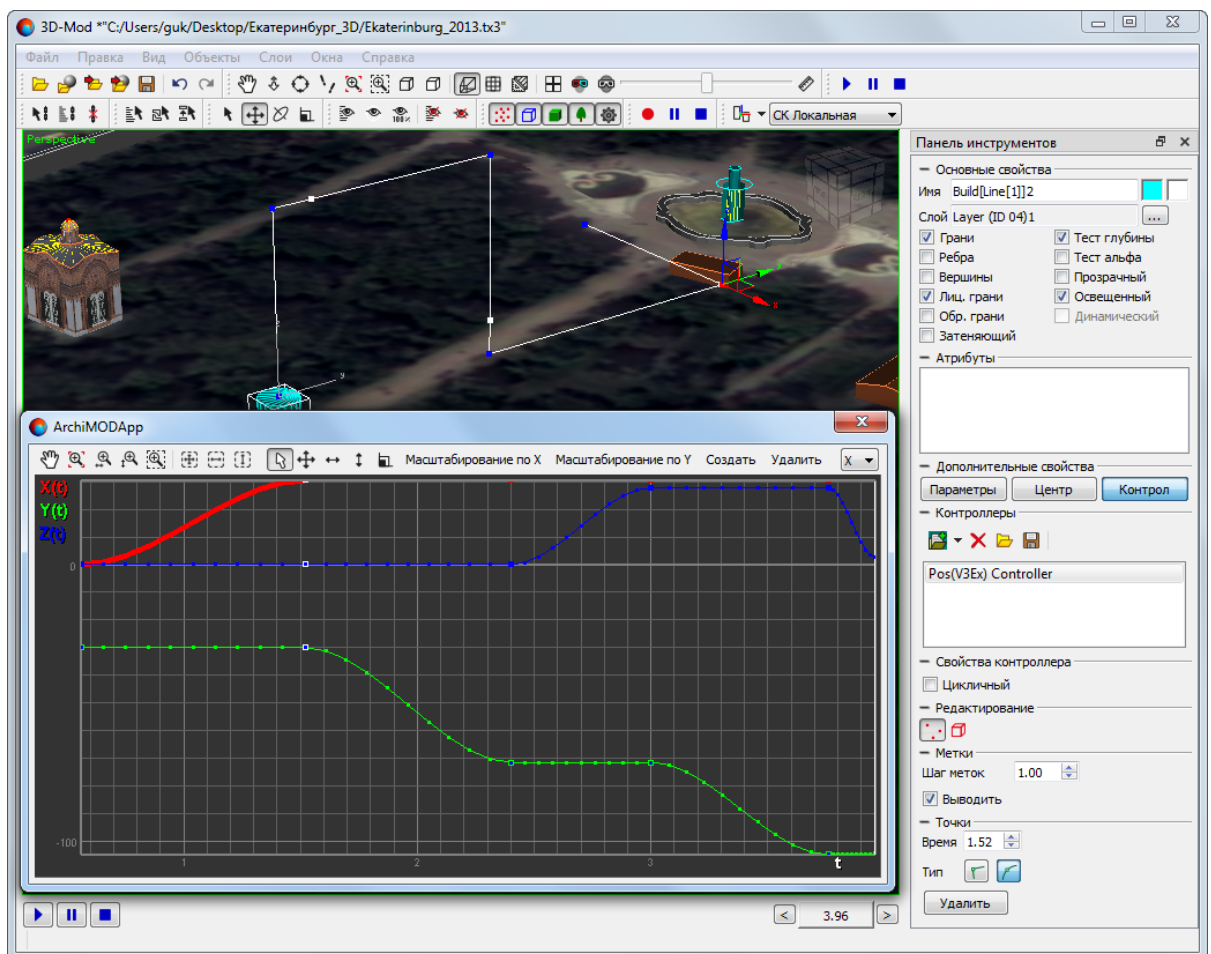 3D-Mod *"C:/Users/guk/Desktop/Екатеринбург_3D/Ekaterinburg_2013.tx3"
Файл Правка Вид Объекты Слои Окна Справка
100%
СК Локальная
Perspective
x
y
z
ArchiMODApp
Масштабирование по X Масштабирование по Y Создать Удалить X
X(t)
Y(t)
Z(t)
0
-100
1 2 3 t
< 3.96 >
Панель инструментов
Основные свойства
Имя Build[Line[1]]2
Слой Layer (ID 04)1 ...
Грани Тест глубины
Ребра Тест альфа
Вершины Прозрачный
Лиц. грани Освещенный
Обр. грани Динамический
Затеняющий
Атрибуты
Дополнительные свойства
Параметры Центр Контрол
Контроллеры
Pos(V3Ex) Controller
Свойства контроллера
Цикличный
Редактирование
Метки
Шаг меток 1.00
Выводить
Точки
Время 1.52
Тип
Удалить